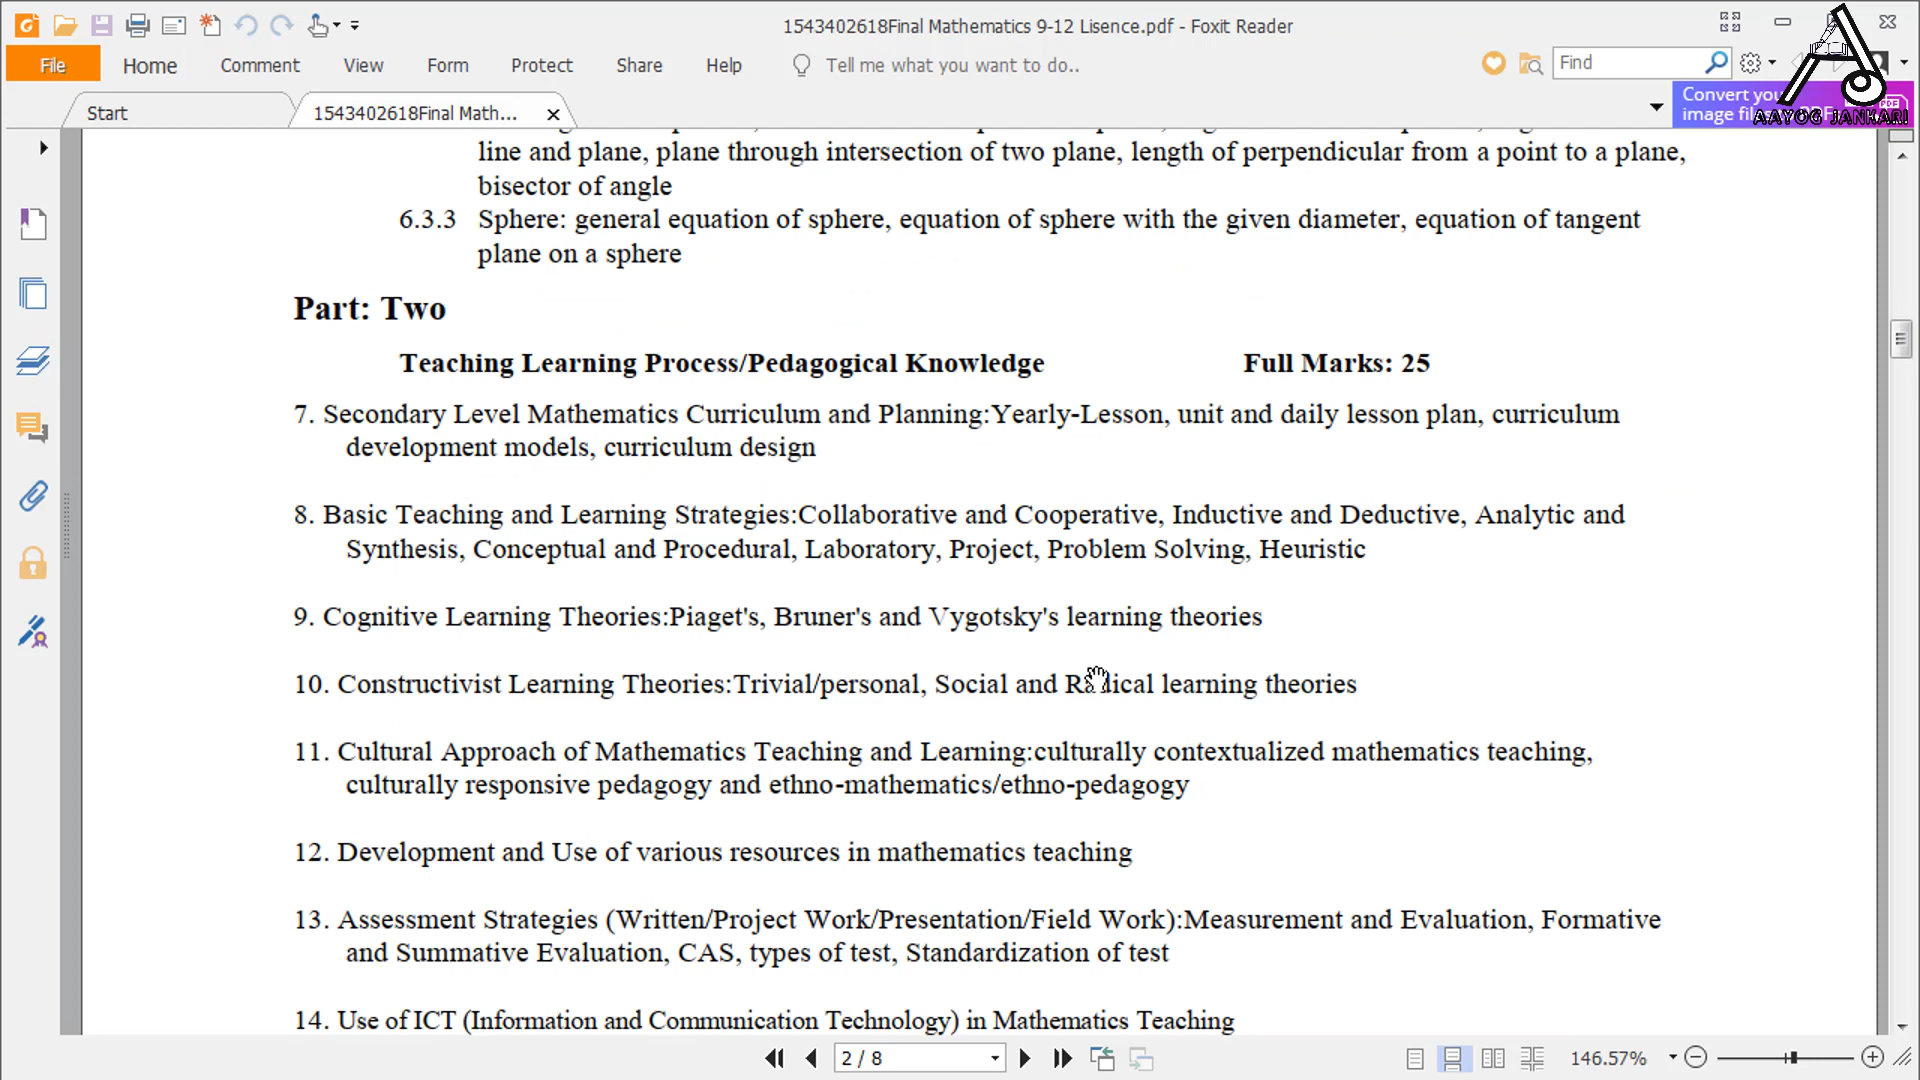 1543402618Final Mathematics 9-12 Lisence.pdf - Foxit Reader
File Home Comment View Form Protect Share Help Tell me what you want to do.. Find
Start 1543402618Final Math...
Convert you
image file
AAYOG JANKARI
line and plane, plane through intersection of two plane, length of perpendicular from a point to a plane,
bisector of angle
6.3.3 Sphere: general equation of sphere, equation of sphere with the given diameter, equation of tangent
plane on a sphere
Part: Two
Teaching Learning Process/Pedagogical Knowledge Full Marks: 25
7. Secondary Level Mathematics Curriculum and Planning:Yearly-Lesson, unit and daily lesson plan, curriculum
development models, curriculum design
8. Basic Teaching and Learning Strategies:Collaborative and Cooperative, Inductive and Deductive, Analytic and
Synthesis, Conceptual and Procedural, Laboratory, Project, Problem Solving, Heuristic
9. Cognitive Learning Theories:Piaget's, Bruner's and Vygotsky's learning theories
10. Constructivist Learning Theories:Trivial/personal, Social and Radical learning theories
11. Cultural Approach of Mathematics Teaching and Learning:culturally contextualized mathematics teaching,
culturally responsive pedagogy and ethno-mathematics/ethno-pedagogy
12. Development and Use of various resources in mathematics teaching
13. Assessment Strategies (Written/Project Work/Presentation/Field Work):Measurement and Evaluation, Formative
and Summative Evaluation, CAS, types of test, Standardization of test
14. Use of ICT (Information and Communication Technology) in Mathematics Teaching
2 / 8 146.57%